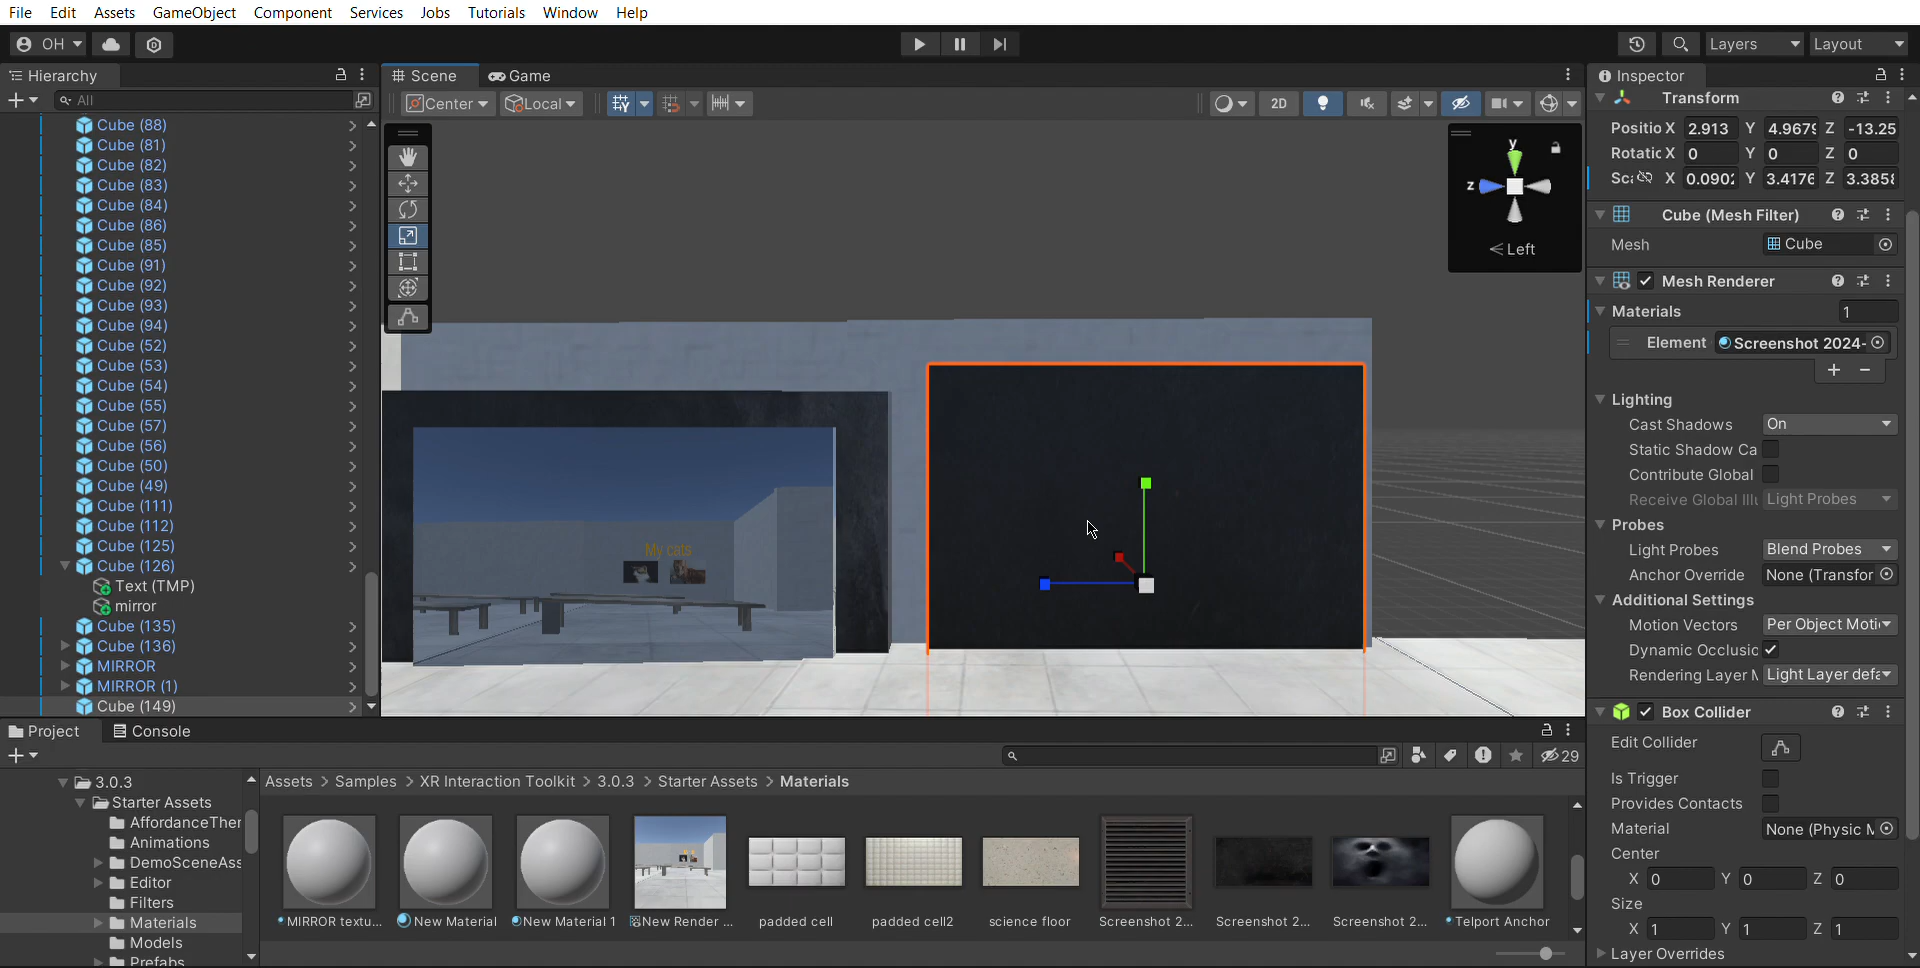 File Edit Assets GameObject Component Services Jobs Tutorials Window Help
OH Layers Layout
Hierarchy
All
Cube (88)
Cube (81)
Cube (82)
Cube (83)
Cube (84)
Cube (86)
Cube (85)
Cube (91)
Cube (92)
Cube (93)
Cube (94)
Cube (52)
Cube (53)
Cube (54)
Cube (55)
Cube (57)
Cube (56)
Cube (50)
Cube (49)
Cube (111)
Cube (112)
Cube (125)
Cube (126)
Text (TMP)
mirror
Cube (135)
Cube (136)
MIRROR
MIRROR (1)
Cube (149)
Scene Game
Center Local 2D
y
z
Left
My cats
Inspector
Transform
Positio X 2.913 Y 4.967 Z -13.25
Rotatic X 0 Y 0 Z 0
Sc X 0.090 Y 3.4176 Z 3.385
Cube (Mesh Filter)
Mesh Cube
Mesh Renderer
Materials 1
Element Screenshot 2024-
Lighting
Cast Shadows On
Static Shadow Ca
Contribute Global
Receive Global Illu Light Probes
Probes
Light Probes Blend Probes
Anchor Override None (Transfor
Additional Settings
Motion Vectors Per Object Moti
Dynamic Occlusic
Rendering Layer M Light Layer defa
Box Collider
Edit Collider
Is Trigger
Provides Contacts
Material None (Physic M
Center
X 0 Y 0 Z 0
Size
X 1 Y 1 Z 1
Layer Overrides
Project Console
29
3.0.3
Starter Assets
AffordanceTher
Animations
DemoSceneAss
Editor
Filters
Materials
Models
Prefabs
Assets > Samples > XR Interaction Toolkit > 3.0.3 > Starter Assets > Materials
MIRROR textu... New Material New Material 1 New Render ... padded cell padded cell2 science floor Screenshot 2... Screenshot 2... Screenshot 2... Telport Anchor